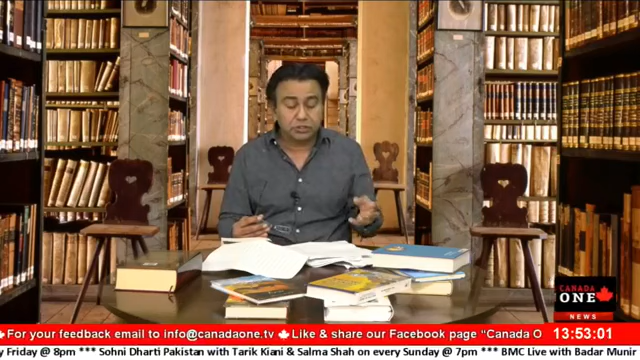 CANADA
ONE
NEWS
For your feedback email to info@canadaone.tv Like & share our Facebook page “Canada O
13:53:01
y Friday @ 8pm *** Sohni Dharti Pakistan with Tarik Kiani & Salma Shah on every Sunday @ 7pm ** BMC Live with Badar Munir